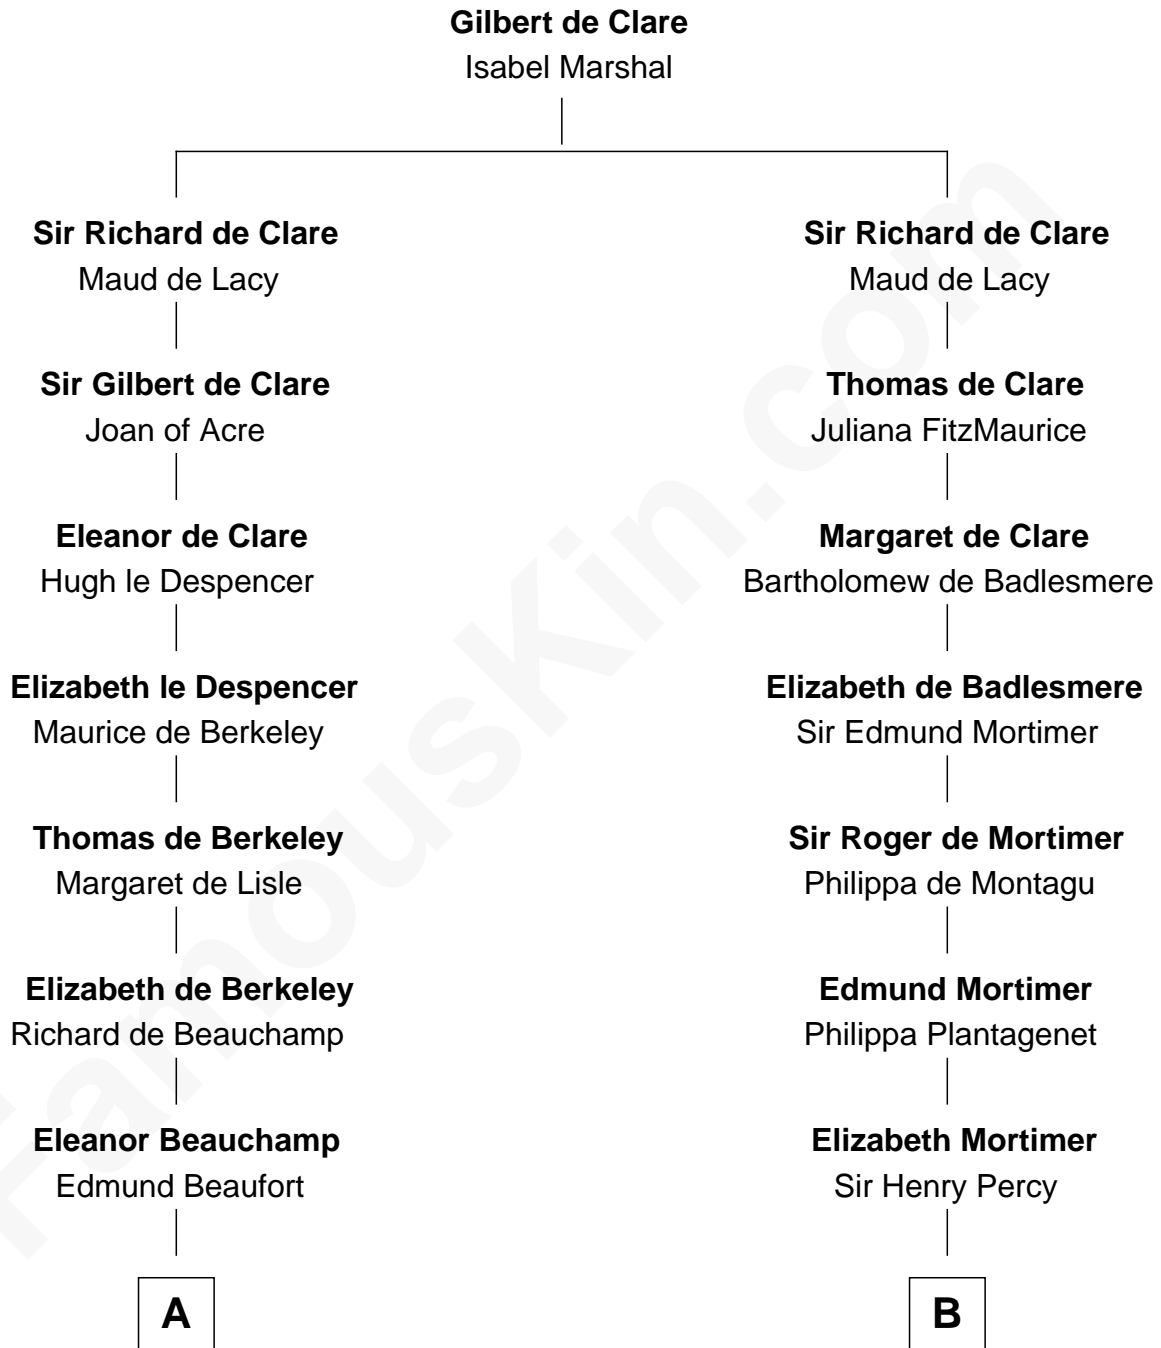 Gilbert de Clare
Isabel Marshal
Sir Richard de Clare
Maud de Lacy
Sir Gilbert de Clare
Joan of Acre
Eleanor de Clare
Hugh le Despencer
Elizabeth le Despencer
Maurice de Berkeley
Thomas de Berkeley
Margaret de Lisle
Elizabeth de Berkeley
Richard de Beauchamp
Eleanor Beauchamp
Edmund Beaufort
A
Sir Richard de Clare
Maud de Lacy
Thomas de Clare
Juliana FitzMaurice
Margaret de Clare
Bartholomew de Badlesmere
Elizabeth de Badlesmere
Sir Edmund Mortimer
Sir Roger de Mortimer
Philippa de Montagu
Edmund Mortimer
Philippa Plantagenet
Elizabeth Mortimer
Sir Henry Percy
B
FamousKin.com